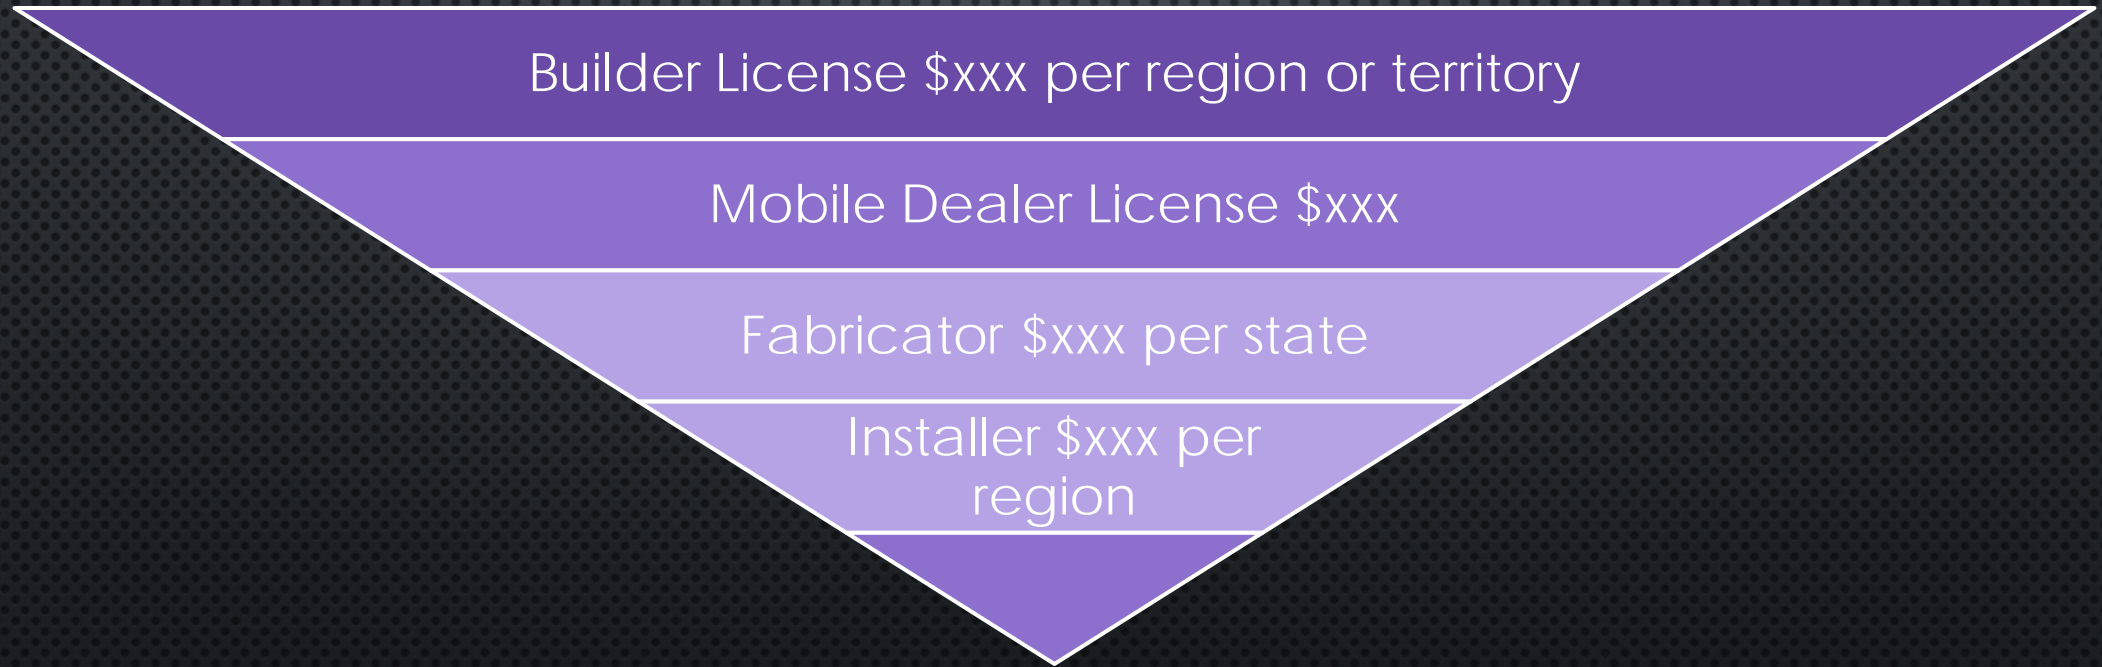 Builder License $xxx per region or territory
Mobile Dealer License $xxx
Fabricator $xxx per state
Installer $xxx per
region